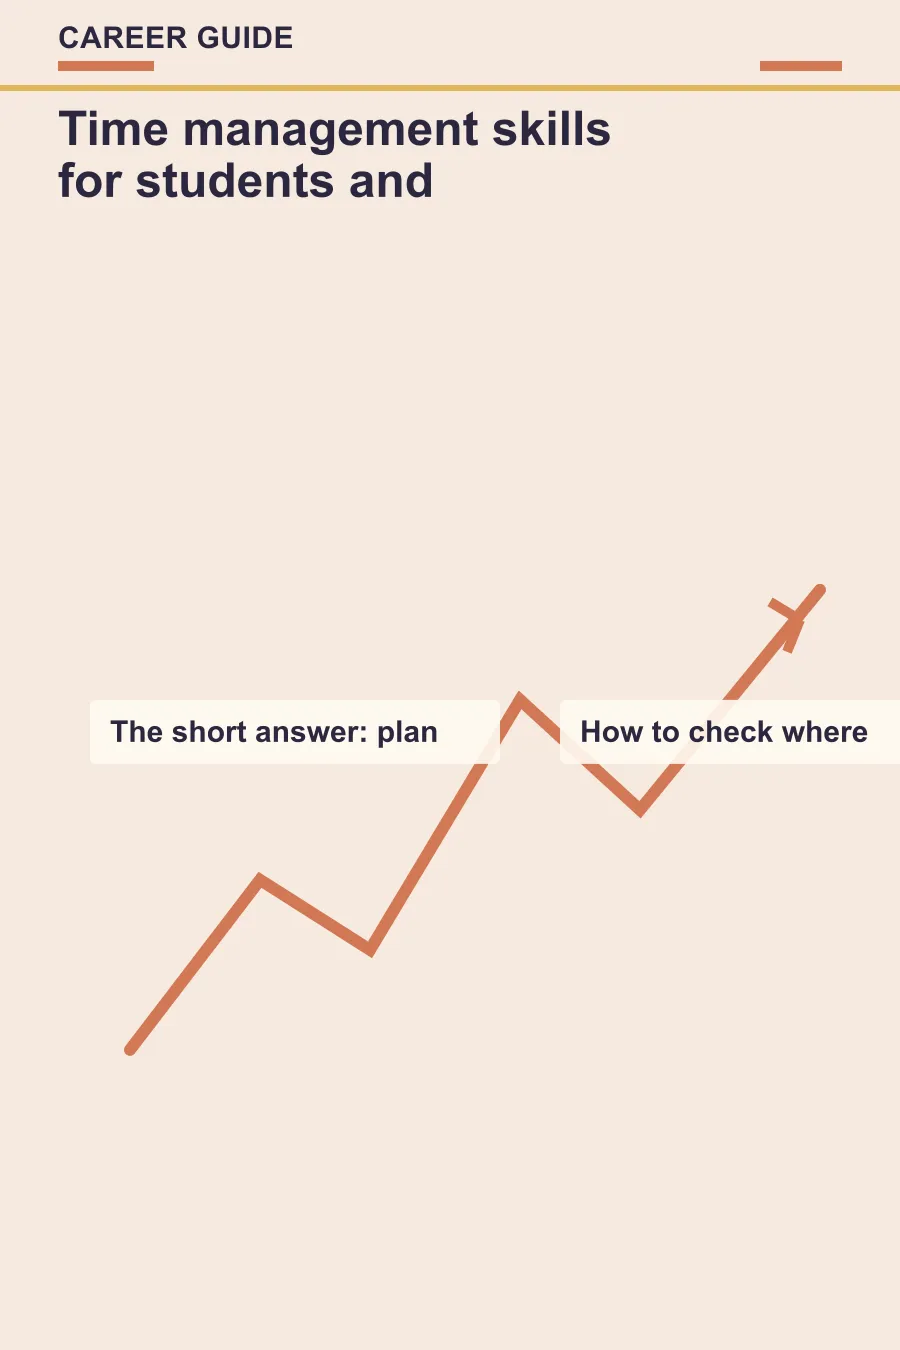 CAREER GUIDE
Time management skills
for students and
The short answer: plan
How to check where